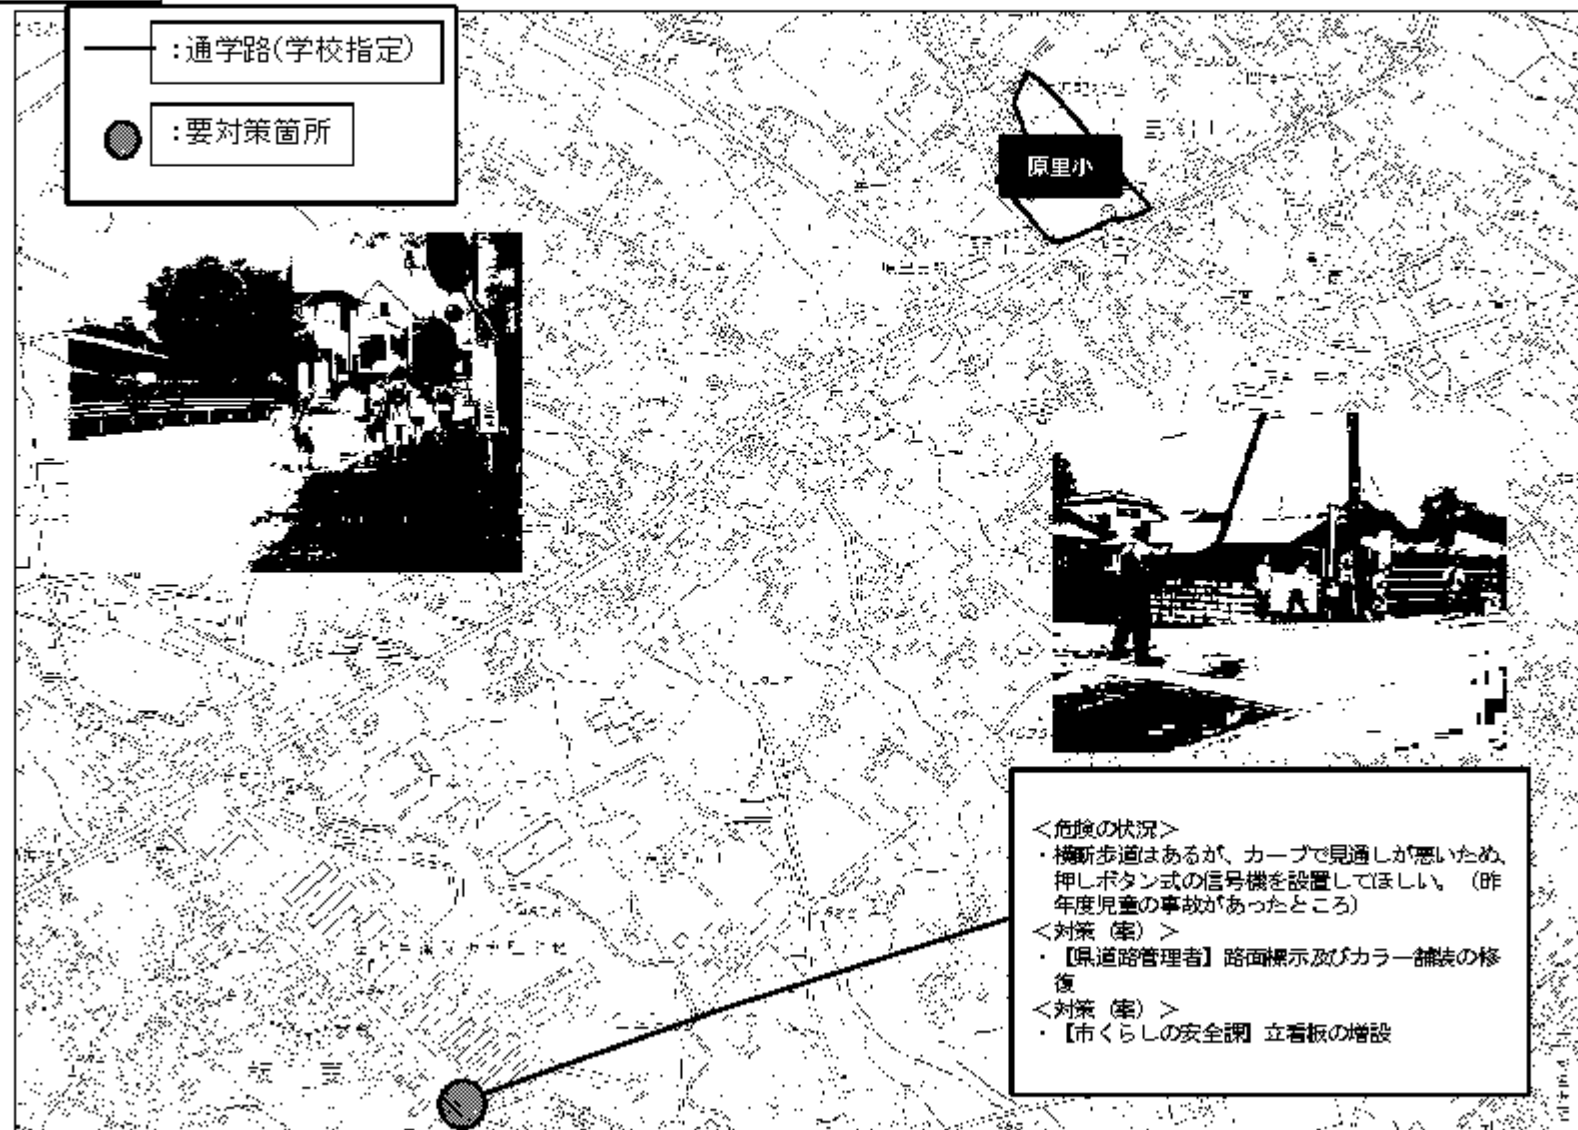 ：通学路(学校指定)
：要対策箇所
原里小
＜危険の状況＞
・横断歩道はあるが、カーブで見通しが悪いため、
押しボタン式の信号機を設置してほしい。（昨
年度児童の事故があったところ）
＜対策（案）＞
・【県道路管理者】路面標示及びカラー舗装の修
復
＜対策（案）＞
・【市くらしの安全課】立看板の増設